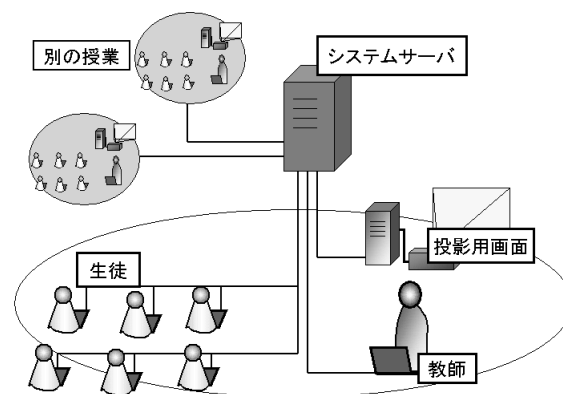 別の授業
システムサーバ
投影用画面
生徒
教師